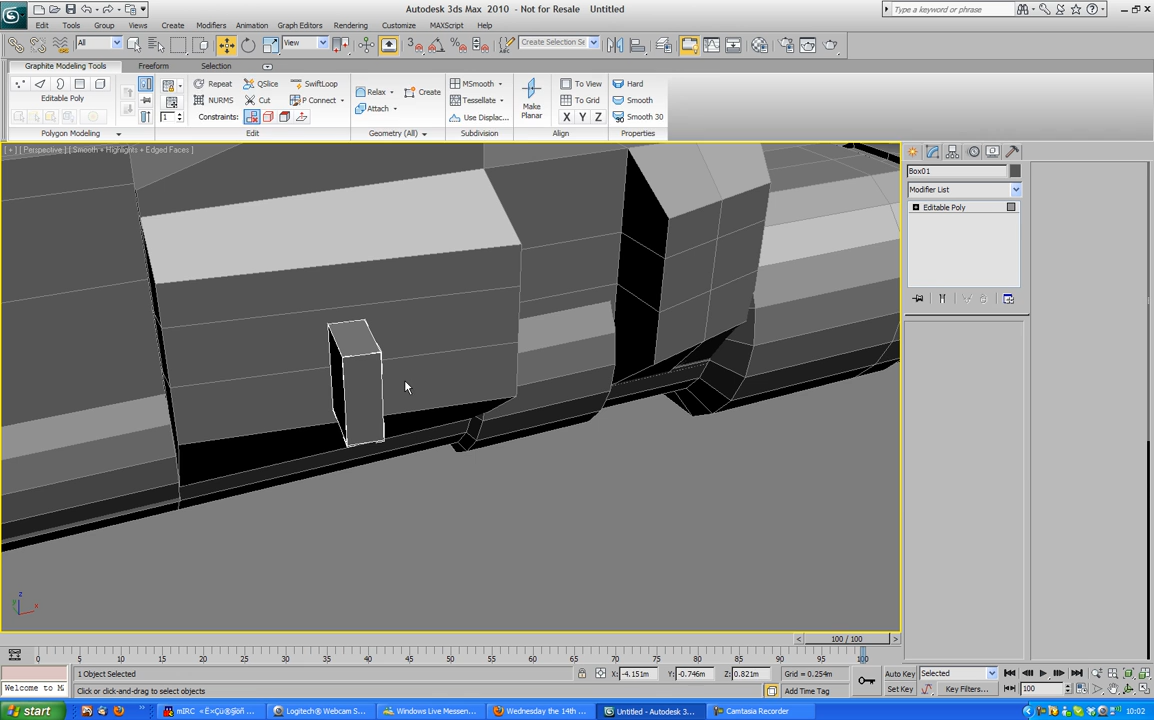 Autodesk 3ds Max 2010 - Not for Resale Untitled
Type a keyword or phrase
Edit Tools Group Views Create Modifiers Animation Graph Editors Rendering Customize MAXScript Help
All View Create Selection Se
Graphite Modeling Tools Freeform Selection
Repeat QSlice SwiftLoop Relax Create MSmooth To View Hard
Editable Poly NURMS Cut P Connect Attach Tessellate Make Planar To Grid Smooth
1 Constraints: Use Displac... X Y Z Smooth 30
Polygon Modeling Edit Geometry (All) Subdivision Align Properties
[ + ] [ Perspective ] [ Smooth + Highlights + Edged Faces ]
Box01
Modifier List
Editable Poly
z
x
100 / 100
0 5 10 15 20 25 30 35 40 45 50 55 60 65 70 75 80 85 90 95 100
1 Object Selected X: -4.151m Y: -0.746m Z: 0.821m Grid = 0.254m Auto Key Selected
Welcome to M Click or click-and-drag to select objects Add Time Tag Set Key Key Filters... 100
start Logitech® Webcam S... Windows Live Messen... Wednesday the 14th ... Untitled - Autodesk 3... Camtasia Recorder 10:02